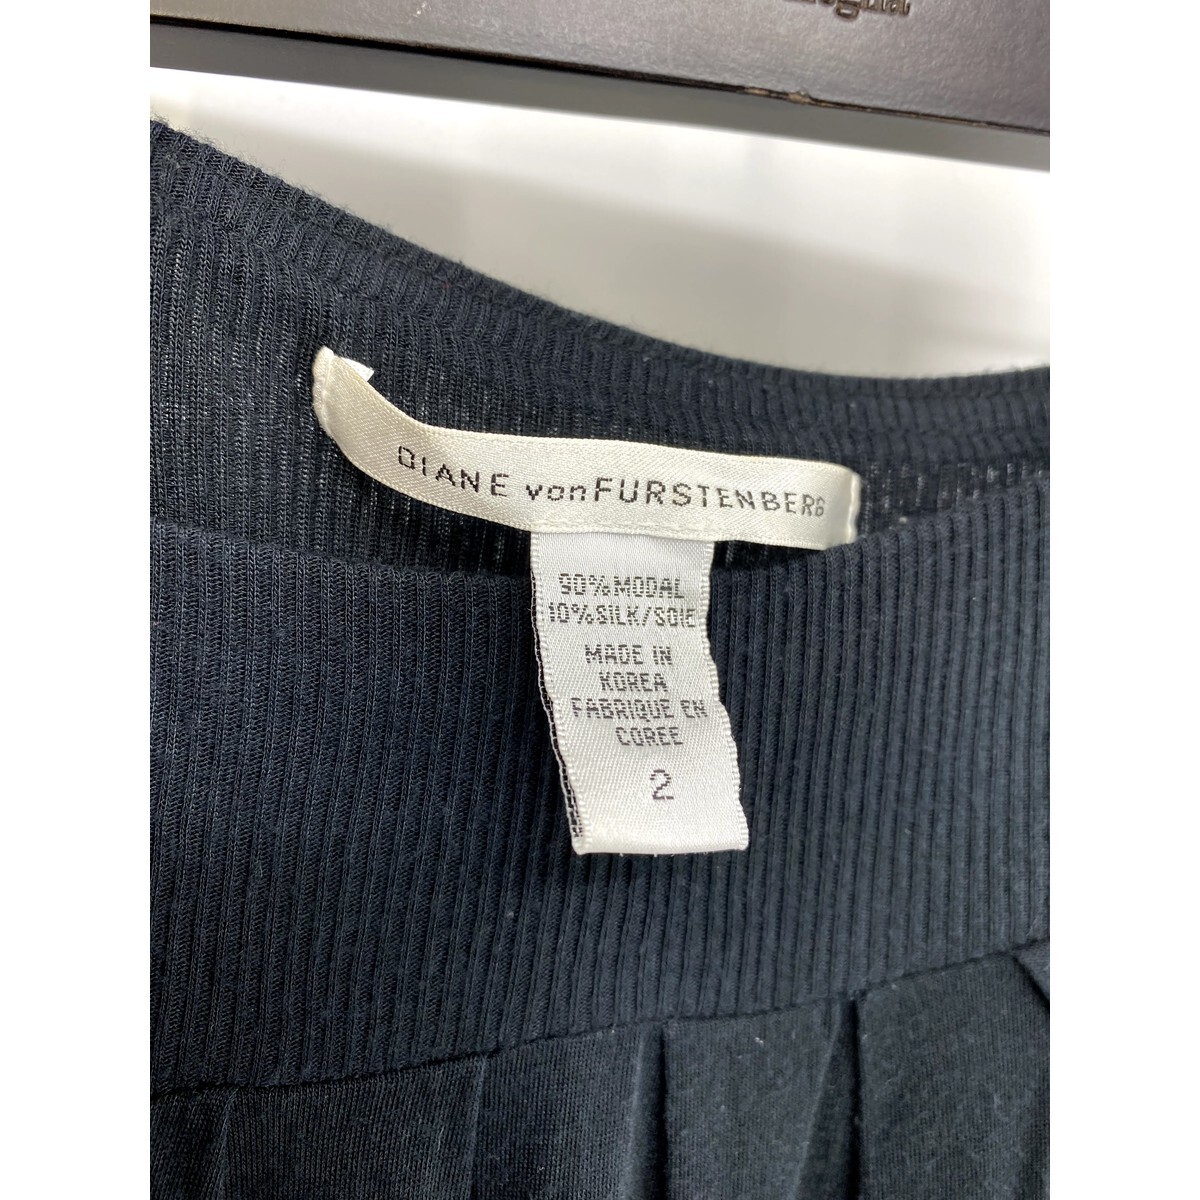 DIANE von FURSTENBERG
90% MODAL
10% SILK/SOIE
MADE IN
KOREA
FABRIQUE EN
COREE
2